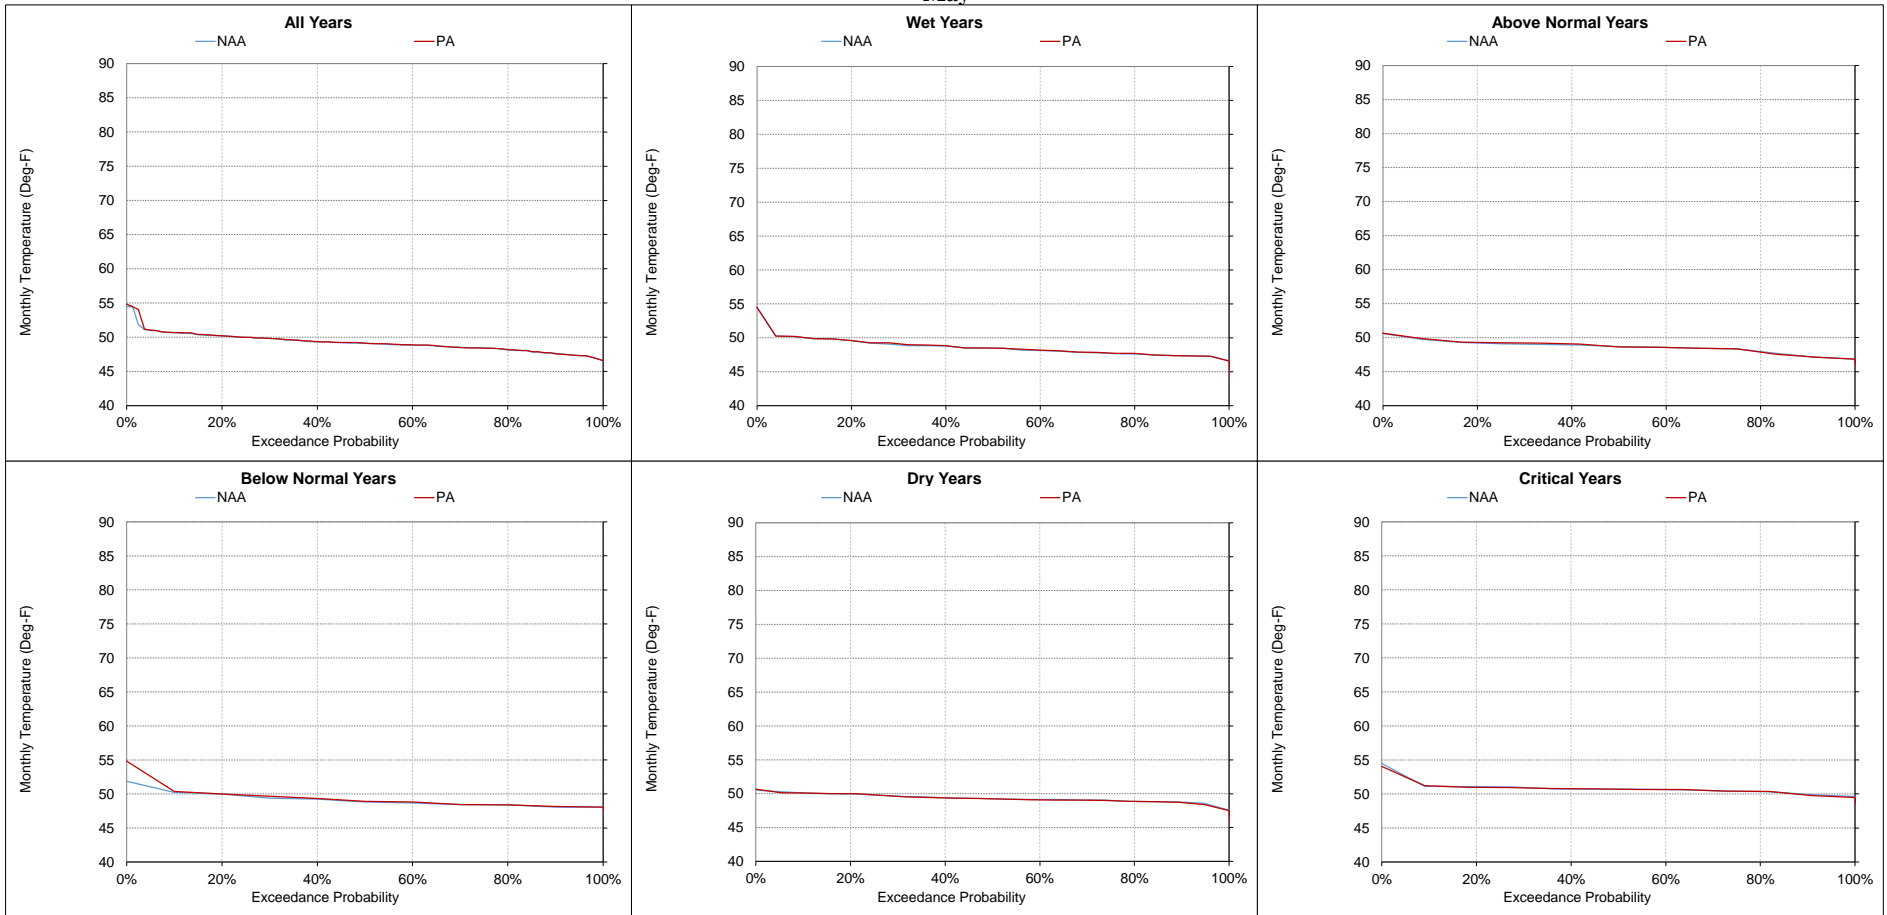 All Years
NAA PA
90
85
80
75
70
65
60
55
50
45
40
Monthly Temperature (Deg-F)
0% 20% 40% 60% 80% 100%
Exceedance Probability
Wet Years
NAA PA
90
85
80
75
70
65
60
55
50
45
40
Monthly Temperature (Deg-F)
0% 20% 40% 60% 80% 100%
Exceedance Probability
Above Normal Years
NAA PA
90
85
80
75
70
65
60
55
50
45
40
Monthly Temperature (Deg-F)
0% 20% 40% 60% 80% 100%
Exceedance Probability
Below Normal Years
NAA PA
90
85
80
75
70
65
60
55
50
45
40
Monthly Temperature (Deg-F)
0% 20% 40% 60% 80% 100%
Exceedance Probability
Dry Years
NAA PA
90
85
80
75
70
65
60
55
50
45
40
Monthly Temperature (Deg-F)
0% 20% 40% 60% 80% 100%
Exceedance Probability
Critical Years
NAA PA
90
85
80
75
70
65
60
55
50
45
40
Monthly Temperature (Deg-F)
0% 20% 40% 60% 80% 100%
Exceedance Probability